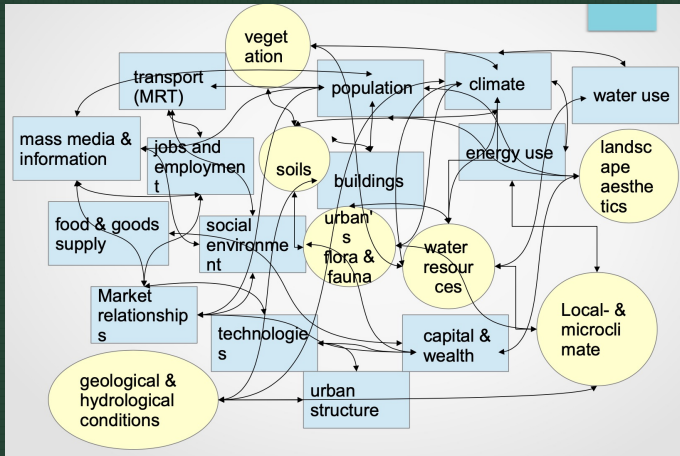 veget
ation
transport
(MRT)
population
climate
water use
mass media &
information
jobs and
employmen
t
soils
buildings
energy use
landsc
ape
aesthe
tics
food & goods
supply
social
environme
nt
urban's
s
flora &
fauna
water
resour
ces
Market
relationship
s
technologie
s
capital &
wealth
Local- &
microcli
mate
geological &
hydrological
conditions
urban
structure